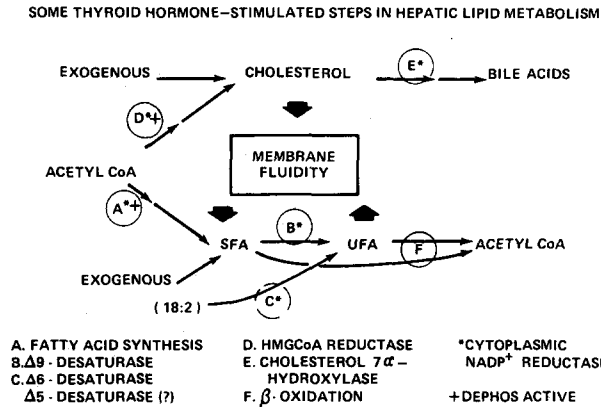 SOME THYROID HORMONE-STIMULATED STEPS IN HEPATIC LIPID METABOLISM
EXOGENOUS
CHOLESTEROL
E*
BILE ACIDS
D*+
MEMBRANE
FLUIDITY
ACETYL CoA
A*+
SFA
B*
UFA
F
ACETYL CoA
EXOGENOUS
(18:2)
C*
A. FATTY ACID SYNTHESIS
B.Δ9 - DESATURASE
C.Δ6 - DESATURASE
Δ5 - DESATURASE (?)
D. HMGCoA REDUCTASE
E. CHOLESTEROL 7α-
HYDROXYLASE
F. β-OXIDATION
*CYTOPLASMIC
NADP+ REDUCTASE
+DEPHOS ACTIVE